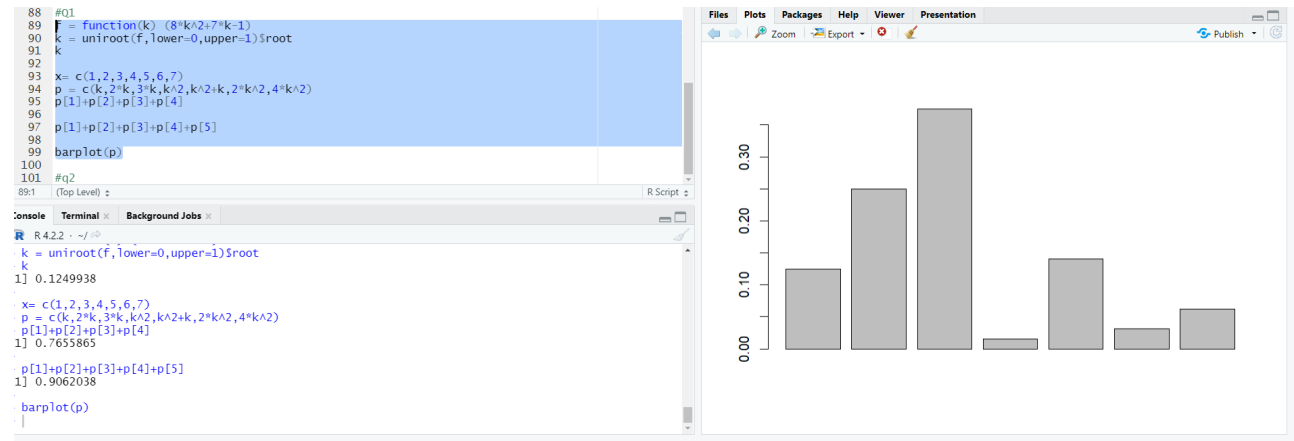 88 #Q1
89 f = function(k) (8*k^2+7*k-1)
90 k = uniroot(f,lower=0,upper=1)$root
91 k
92
93 x= c(1,2,3,4,5,6,7)
94 p = c(k,2*k,3*k,k^2,k^2+k,2*k^2,4*k^2)
95 p[1]+p[2]+p[3]+p[4]
96
97 p[1]+p[2]+p[3]+p[4]+p[5]
98
99 barplot(p)
100
101 #q2
89:1 (Top Level) R Script
Console Terminal Background Jobs
R R 4.2.2 · ~/
k = uniroot(f,lower=0,upper=1)$root
k
1] 0.1249938
x= c(1,2,3,4,5,6,7)
p = c(k,2*k,3*k,k^2,k^2+k,2*k^2,4*k^2)
p[1]+p[2]+p[3]+p[4]
1] 0.7655865
p[1]+p[2]+p[3]+p[4]+p[5]
1] 0.9062038
barplot(p)
Files Plots Packages Help Viewer Presentation
Zoom Export Publish
0.30
0.20
0.10
0.00